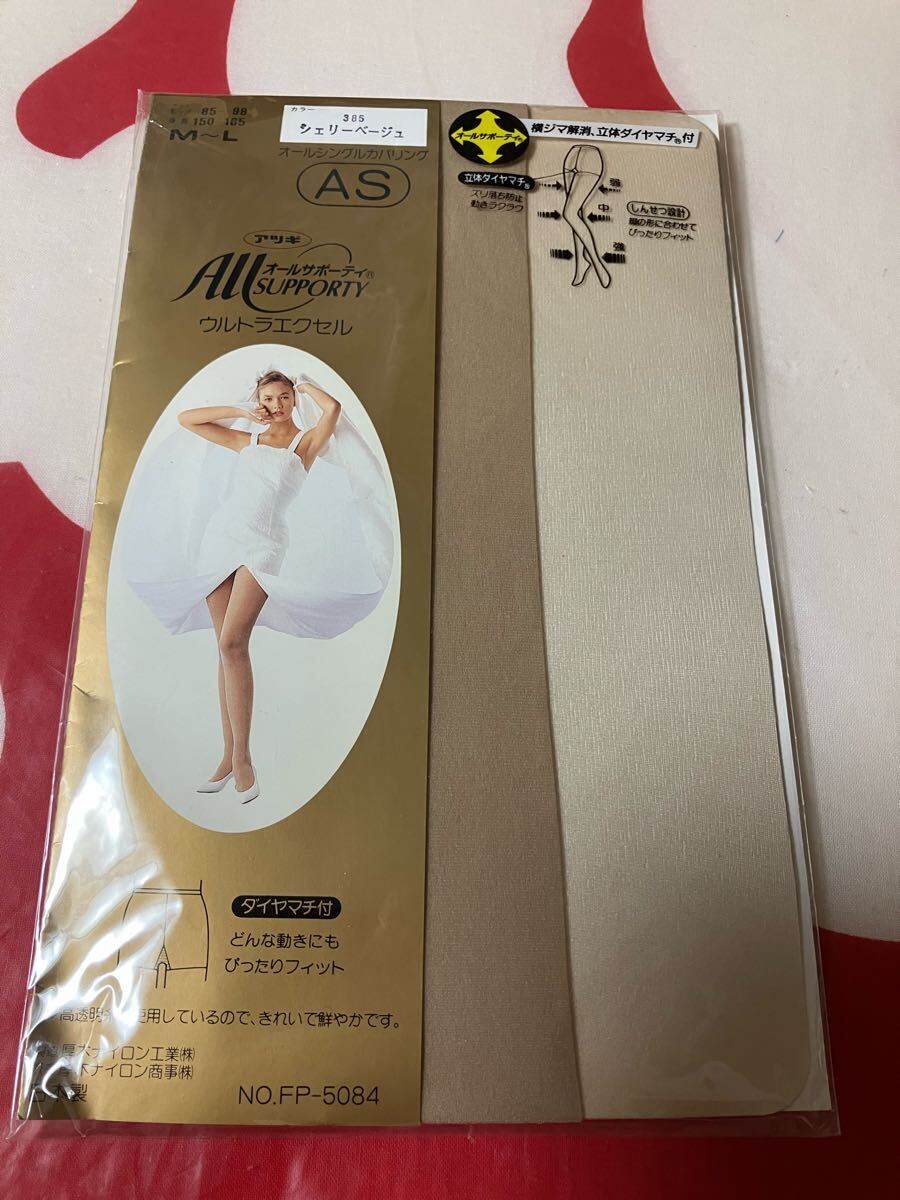 85 98
150 165
M~L
カラー
385
シェリーベージュ
オールシングルカバリング
AS
アツギ
All
オールサポーティ®
SUPPORTY
ウルトラエクセル
ダイヤマチ付
どんな動きにも
ぴったりフィット
高透明 使用しているので、きれいで鮮やかです。
厚木ナイロン工業㈱
木ナイロン商事㈱
日本製
NO.FP-5084
オールサポーティ®
横ジマ解消、立体ダイヤマチ®付
立体ダイヤマチ®
ズリ落ち防止
動きラクラク
弱
中
強
しんせつ設計
脚の形に合わせて
ぴったりフィット